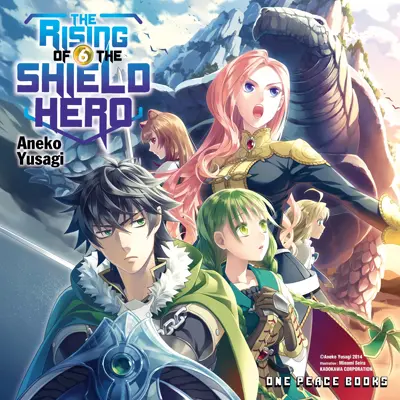 THE
RISING
OF 6 THE
SHIELD
HERO
Aneko
Yusagi
©Aneko Yusagi 2014
Illustration : Minami Seira
KADOKAWA CORPORATION
ONE PEACE BOOKS